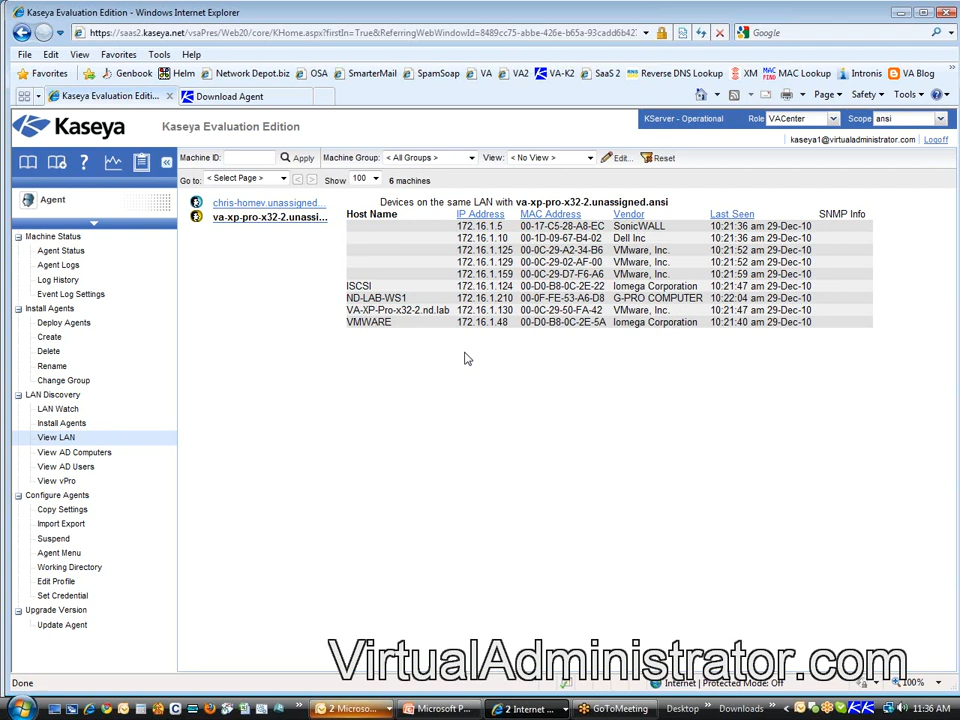 Kaseya Evaluation Edition - Windows Internet Explorer
https://saas2.kaseya.net/vsaPres/Web20/core/KHome.aspx?firstIn=True&ReferringWebWindowId=8489cc75-abbe-426e-b65a-93cadd6b427
Google
File Edit View Favorites Tools Help
Favorites Genbook Helm Network Depot.biz OSA SmarterMail SpamSoap VA VA2 VA-K2 SaaS 2 Reverse DNS Lookup XM MAC Lookup Intronis VA Blog
Kaseya Evaluation Editi... Download Agent
Page Safety Tools
Kaseya Kaseya Evaluation Edition
KServer - Operational Role VACenter Scope ansi
kaseya1@virtualadministrator.com Logoff
Machine ID: Apply Machine Group: < All Groups > View: < No View > Edit... Reset
Go to: < Select Page > Show 100 6 machines
Agent
chris-homev.unassigned...
va-xp-pro-x32-2.unassi...
Devices on the same LAN with va-xp-pro-x32-2.unassigned.ansi
Host Name IP Address MAC Address Vendor Last Seen SNMP Info
172.16.1.5 00-17-C5-28-A8-EC SonicWALL 10:21:36 am 29-Dec-10
172.16.1.10 00-1D-09-67-B4-02 Dell Inc 10:21:36 am 29-Dec-10
172.16.1.125 00-0C-29-A2-34-B6 VMware, Inc. 10:21:52 am 29-Dec-10
172.16.1.129 00-0C-29-02-AF-00 VMware, Inc. 10:21:52 am 29-Dec-10
172.16.1.159 00-0C-29-D7-F6-A6 VMware, Inc. 10:21:59 am 29-Dec-10
ISCSI 172.16.1.124 00-D0-B8-0C-2E-22 Iomega Corporation 10:21:47 am 29-Dec-10
ND-LAB-WS1 172.16.1.210 00-0F-FE-53-A6-D8 G-PRO COMPUTER 10:22:04 am 29-Dec-10
VA-XP-Pro-x32-2.nd.lab 172.16.1.130 00-0C-29-50-FA-42 VMware, Inc. 10:21:47 am 29-Dec-10
VMWARE 172.16.1.48 00-D0-B8-0C-2E-5A Iomega Corporation 10:21:40 am 29-Dec-10
Machine Status
Agent Status
Agent Logs
Log History
Event Log Settings
Install Agents
Deploy Agents
Create
Delete
Rename
Change Group
LAN Discovery
LAN Watch
Install Agents
View LAN
View AD Computers
View AD Users
View vPro
Configure Agents
Copy Settings
Import Export
Suspend
Agent Menu
Working Directory
Edit Profile
Set Credential
Upgrade Version
Update Agent
VirtualAdministrator.com
Done Internet | Protected Mode: Off 100%
2 Microso... Microsoft P... 2 Internet ... GoToMeeting Desktop Downloads 11:36 AM